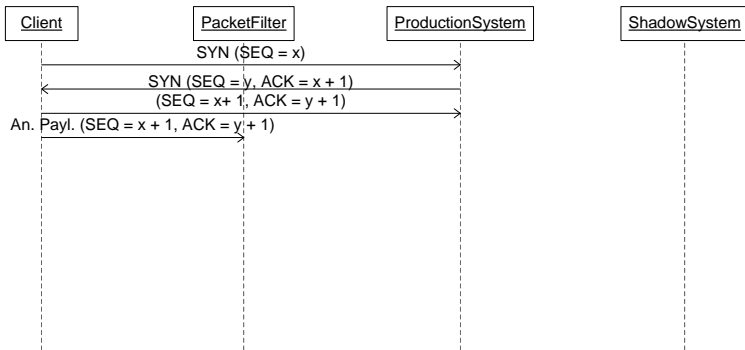 Client PacketFilter ProductionSystem ShadowSystem
SYN (SEQ = x)
SYN (SEQ = y, ACK = x + 1)
(SEQ = x+ 1, ACK = y + 1)
An. Payl. (SEQ = x + 1, ACK = y + 1)